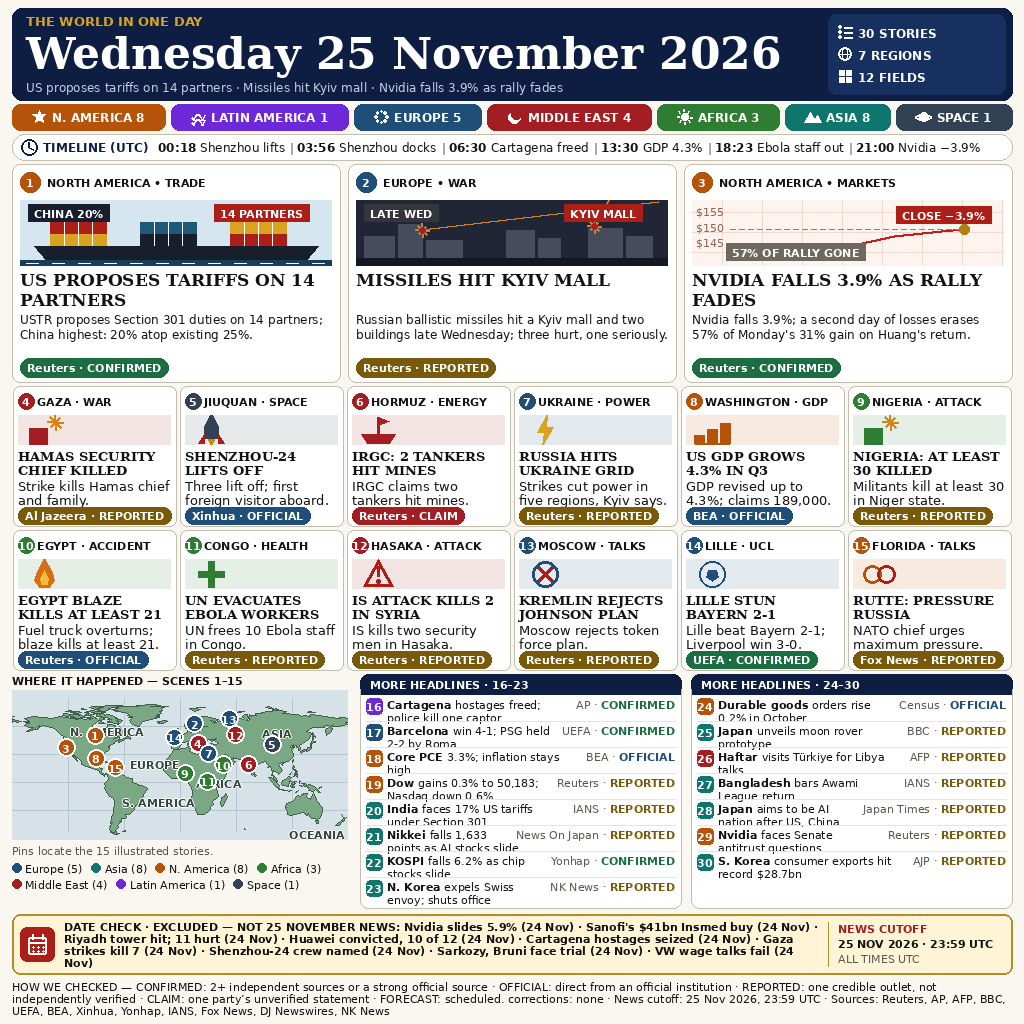 THE WORLD IN ONE DAY
Wednesday 25 November 2026
US proposes tariffs on 14 partners · Missiles hit Kyiv mall · Nvidia falls 3.9% as rally fades
30 STORIES
7 REGIONS
12 FIELDS
N. AMERICA 8
LATIN AMERICA 1
EUROPE 5
MIDDLE EAST 4
AFRICA 3
ASIA 8
SPACE 1
TIMELINE (UTC) 00:18 Shenzhou lifts | 03:56 Shenzhou docks | 06:30 Cartagena freed | 13:30 GDP 4.3% | 18:23 Ebola staff out | 21:00 Nvidia −3.9%
1 NORTH AMERICA • TRADE
CHINA 20%
14 PARTNERS
US PROPOSES TARIFFS ON 14
PARTNERS
USTR proposes Section 301 duties on 14 partners;
China highest: 20% atop existing 25%.
Reuters · CONFIRMED
2 EUROPE • WAR
LATE WED
KYIV MALL
MISSILES HIT KYIV MALL
Russian ballistic missiles hit a Kyiv mall and two
buildings late Wednesday; three hurt, one seriously.
Reuters · REPORTED
3 NORTH AMERICA • MARKETS
$155
$150
$145
CLOSE −3.9%
57% OF RALLY GONE
NVIDIA FALLS 3.9% AS RALLY
FADES
Nvidia falls 3.9%; a second day of losses erases
57% of Monday's 31% gain on Huang's return.
Reuters · CONFIRMED
4 GAZA · WAR
HAMAS SECURITY
CHIEF KILLED
Strike kills Hamas chief
and family.
Al Jazeera · REPORTED
5 JIUQUAN · SPACE
SHENZHOU-24
LIFTS OFF
Three lift off; first
foreign visitor aboard.
Xinhua · OFFICIAL
6 HORMUZ · ENERGY
IRGC: 2 TANKERS
HIT MINES
IRGC claims two
tankers hit mines.
Reuters · CLAIM
7 UKRAINE · POWER
RUSSIA HITS
UKRAINE GRID
Strikes cut power in
five regions, Kyiv says.
Reuters · REPORTED
8 WASHINGTON · GDP
US GDP GROWS
4.3% IN Q3
GDP revised up to
4.3%; claims 189,000.
BEA · OFFICIAL
9 NIGERIA · ATTACK
NIGERIA: AT LEAST
30 KILLED
Militants kill at least 30
in Niger state.
Reuters · REPORTED
10 EGYPT · ACCIDENT
EGYPT BLAZE
KILLS AT LEAST 21
Fuel truck overturns;
blaze kills at least 21.
Reuters · OFFICIAL
11 CONGO · HEALTH
UN EVACUATES
EBOLA WORKERS
UN frees 10 Ebola staff
in Congo.
Reuters · REPORTED
12 HASAKA · ATTACK
IS ATTACK KILLS 2
IN SYRIA
IS kills two security
men in Hasaka.
Reuters · REPORTED
13 MOSCOW · TALKS
KREMLIN REJECTS
JOHNSON PLAN
Moscow rejects token
force plan.
Reuters · REPORTED
14 LILLE · UCL
LILLE STUN
BAYERN 2-1
Lille beat Bayern 2-1;
Liverpool win 3-0.
UEFA · CONFIRMED
15 FLORIDA · TALKS
RUTTE: PRESSURE
RUSSIA
NATO chief urges
maximum pressure.
Fox News · REPORTED
WHERE IT HAPPENED — SCENES 1-15
EUROPE
ASIA
S. AMERICA
OCEANIA
1
2
3
4
5
6
7
8
9
10
11
12
13
14
15
Pins locate the 15 illustrated stories.
Europe (5) Asia (8) N. America (8) Africa (3)
Middle East (4) Latin America (1) Space (1)
MORE HEADLINES · 16-23
16 Cartagena hostages freed; AP · CONFIRMED
police kill one captor
17 Barcelona win 4-1; PSG held UEFA · CONFIRMED
2-2 by Roma
18 Core PCE 3.3%; inflation stays BEA · OFFICIAL
high
19 Dow gains 0.3% to 50,183; Reuters · REPORTED
Nasdaq down 0.6%
20 India faces 17% US tariffs IANS · REPORTED
under Section 301
21 Nikkei falls 1,633 News On Japan · REPORTED
points as AI stocks slide
22 KOSPI falls 6.2% as chip Yonhap · CONFIRMED
stocks slide
23 N. Korea expels Swiss NK News · REPORTED
envoy; shuts office
MORE HEADLINES · 24-30
24 Durable goods orders rise Census · OFFICIAL
0.2% in October
25 Japan unveils moon rover BBC · REPORTED
prototype
26 Haftar visits Türkiye for Libya AFP · REPORTED
talks
27 Bangladesh bars Awami IANS · REPORTED
League return
28 Japan aims to be AI Japan Times · REPORTED
nation after US, China
29 Nvidia faces Senate Reuters · REPORTED
antitrust questions
30 S. Korea consumer exports hit AJP · REPORTED
record $28.7bn
DATE CHECK · EXCLUDED — NOT 25 NOVEMBER NEWS: Nvidia slides 5.9% (24 Nov) · Sanofi's $41bn Insmed buy (24 Nov) ·
Riyadh tower hit; 11 hurt (24 Nov) · Huawei convicted, 10 of 12 (24 Nov) · Cartagena hostages seized (24 Nov) · Gaza
strikes kill 7 (24 Nov) · Shenzhou-24 crew named (24 Nov) · Sarkozy, Bruni face trial (24 Nov) · VW wage talks fail (24
Nov)
NEWS CUTOFF
25 NOV 2026 · 23:59 UTC
ALL TIMES UTC
HOW WE CHECKED — CONFIRMED: 2+ independent sources or a strong official source · OFFICIAL: direct from an official institution · REPORTED: one credible outlet, not
independently verified · CLAIM: one party’s unverified statement · FORECAST: scheduled. corrections: none · News cutoff: 25 Nov 2026, 23:59 UTC · Sources: Reuters, AP, AFP, BBC,
UEFA, BEA, Xinhua, Yonhap, IANS, Fox News, DJ Newswires, NK News